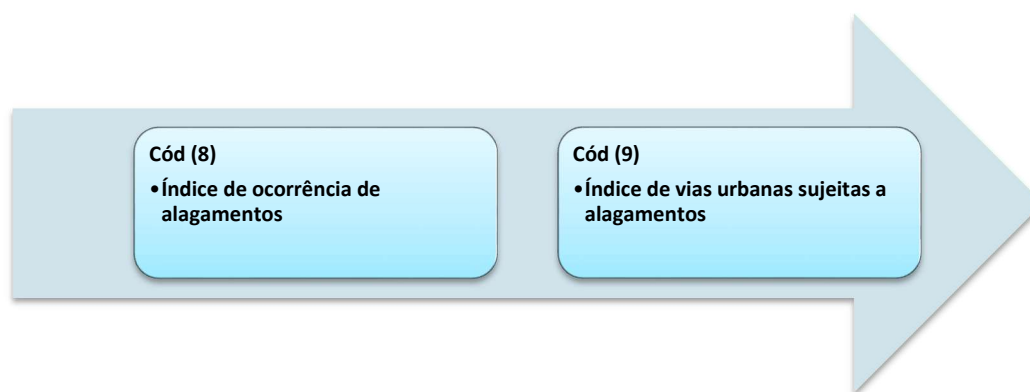 Cód (8)
•Índice de ocorrência de
alagamentos
Cód (9)
•Índice de vias urbanas sujeitas a
alagamentos